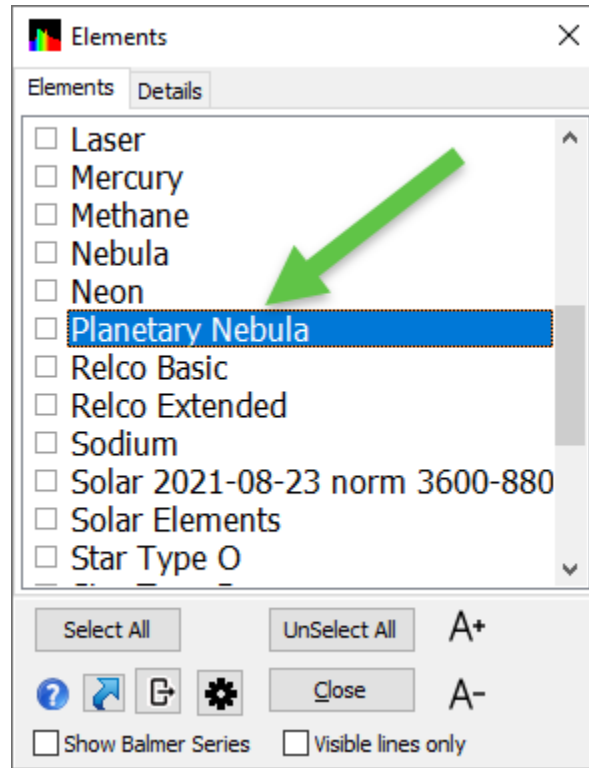 Elements
Elements Details
Laser
Mercury
Methane
Nebula
Neon
Planetary Nebula
Relco Basic
Relco Extended
Sodium
Solar 2021-08-23 norm 3600-880
Solar Elements
Star Type O
Select All UnSelect All A+
Close A-
Show Balmer Series Visible lines only